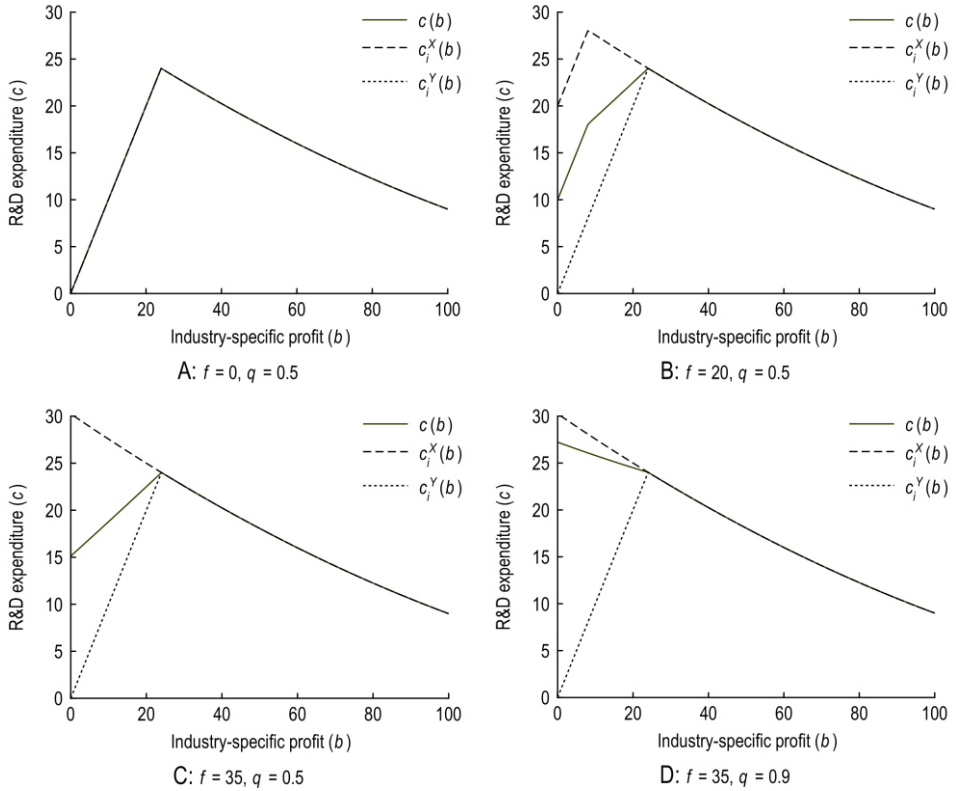 30
25
20
15
10
5
0
R&D expenditure (c)
0 20 40 60 80 100
Industry-specific profit (b)
c (b)
c_i^X (b)
c_i^Y (b)
A: f = 0, q = 0.5
30
25
20
15
10
5
0
R&D expenditure (c)
0 20 40 60 80 100
Industry-specific profit (b)
c (b)
c_i^X (b)
c_i^Y (b)
B: f = 20, q = 0.5
30
25
20
15
10
5
0
R&D expenditure (c)
0 20 40 60 80 100
Industry-specific profit (b)
c (b)
c_i^X (b)
c_i^Y (b)
C: f = 35, q = 0.5
30
25
20
15
10
5
0
R&D expenditure (c)
0 20 40 60 80 100
Industry-specific profit (b)
c (b)
c_i^X (b)
c_i^Y (b)
D: f = 35, q = 0.9